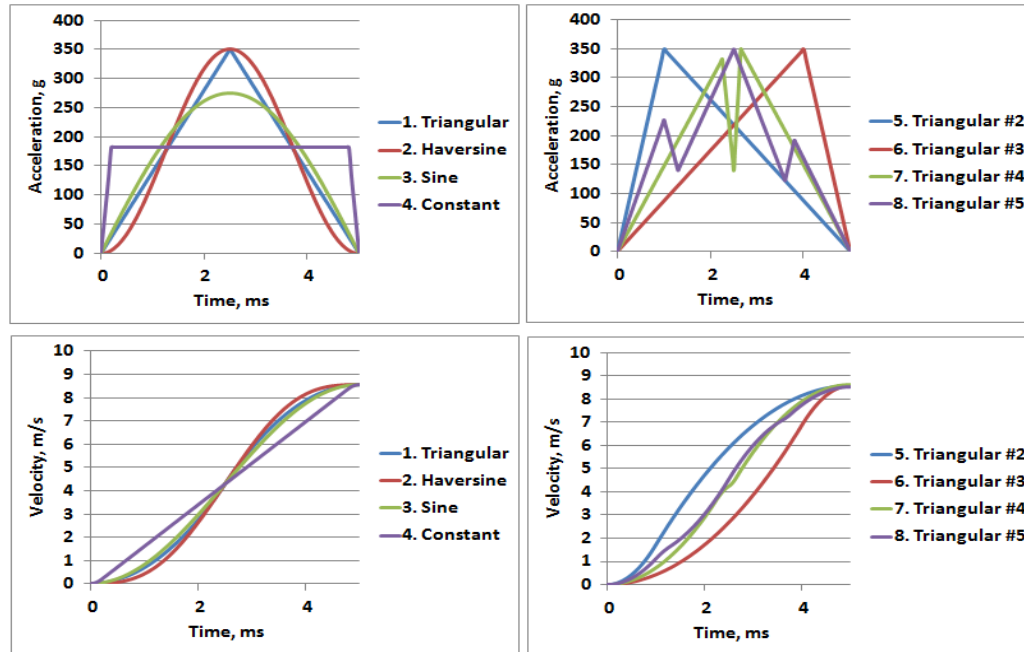 400
350
300
250
200
150
100
50
0
Acceleration, g
0 2 4
Time, ms
1. Triangular
2. Haversine
3. Sine
4. Constant
400
350
300
250
200
150
100
50
0
Acceleration, g
0 2 4
Time, ms
5. Triangular #2
6. Triangular #3
7. Triangular #4
8. Triangular #5
10
9
8
7
6
5
4
3
2
1
0
Velocity, m/s
0 2 4
Time, ms
1. Triangular
2. Haversine
3. Sine
4. Constant
10
9
8
7
6
5
4
3
2
1
0
Velocity, m/s
0 2 4
Time, ms
5. Triangular #2
6. Triangular #3
7. Triangular #4
8. Triangular #5